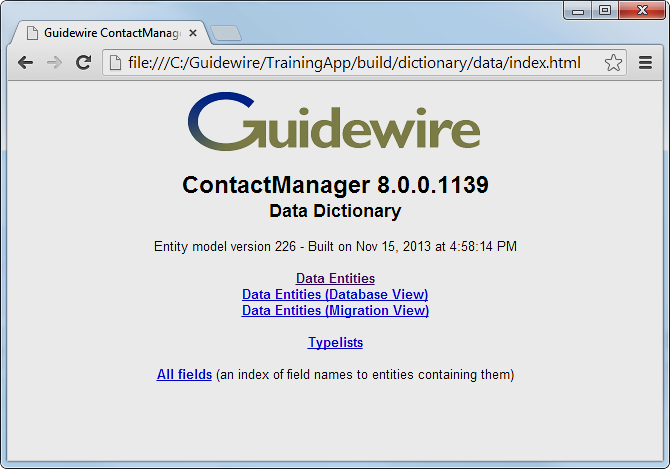 Guidewire ContactManag
file:///C:/Guidewire/TrainingApp/build/dictionary/data/index.html
Guidewire
ContactManager 8.0.0.1139
Data Dictionary
Entity model version 226 - Built on Nov 15, 2013 at 4:58:14 PM
Data Entities
Data Entities (Database View)
Data Entities (Migration View)
Typelists
All fields (an index of field names to entities containing them)